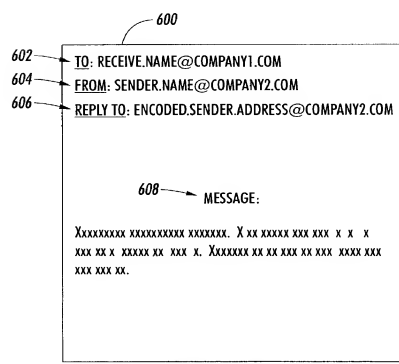 600
602 TO: RECEIVE.NAME@COMPANY1.COM
604 FROM: SENDER.NAME@COMPANY2.COM
606 REPLY TO: ENCODED.SENDER.ADDRESS@COMPANY2.COM
608 MESSAGE:
Xxxxxxxxx xxxxxxxxxx xxxxxxx. X xx xxxxx xxx xxx x x x
xxx xx x xxxxx xx xxx x. Xxxxxxx xx xx xxx xx xxx xxxx xxx
xxx xxx xx.